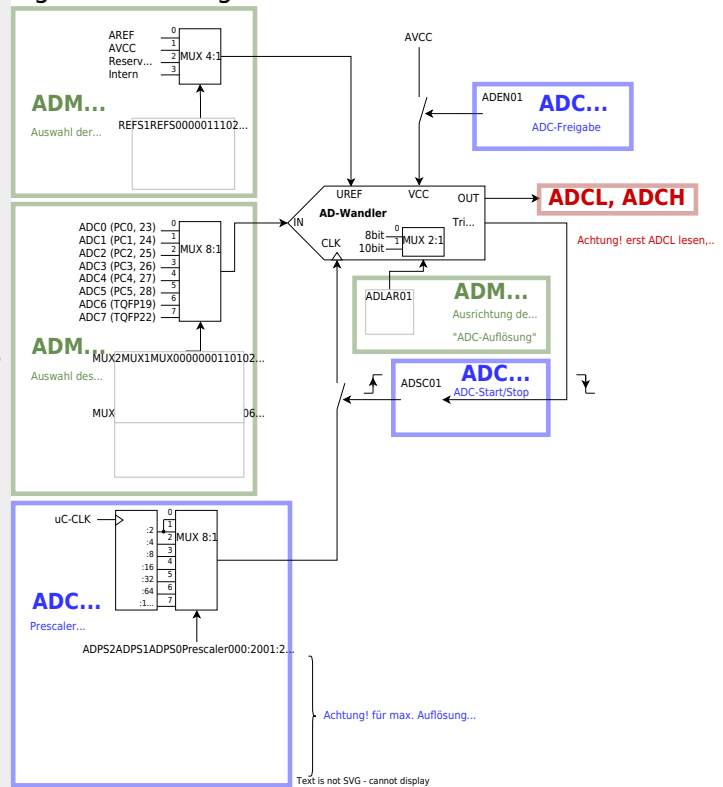 AREF
AVCC
Reserv...
Intern
0
1
2
3
MUX 4:1
ADM...
Auswahl der...
REFS1REFS0000011102...
AVCC
ADEN01
ADC...
ADC-Freigabe
UREF
VCC
OUT
AD-Wandler
IN
Tri...
CLK
8bit
10bit
0
1
MUX 2:1
ADCL, ADCH
Achtung! erst ADCL lesen,..
ADC0 (PC0, 23)
ADC1 (PC1, 24)
ADC2 (PC2, 25)
ADC3 (PC3, 26)
ADC4 (PC4, 27)
ADC5 (PC5, 28)
ADC6 (TQFP19)
ADC7 (TQFP22)
0
1
2
3
4
5
6
7
MUX 8:1
ADM...
Auswahl des...
MUX2MUX1MUX0000000110102...
MUX
06...
ADLAR01
ADM...
Ausrichtung de...
"ADC-Auflösung"
ADSC01
ADC...
ADC-Start/Stop
uC-CLK
:2
:4
:8
:16
:32
:64
:1...
0
1
2
3
4
5
6
7
MUX 8:1
ADC...
Prescaler...
ADPS2ADPS1ADPS0Prescaler000:2001:2...
Achtung! für max. Auflösung...
Text is not SVG - cannot display